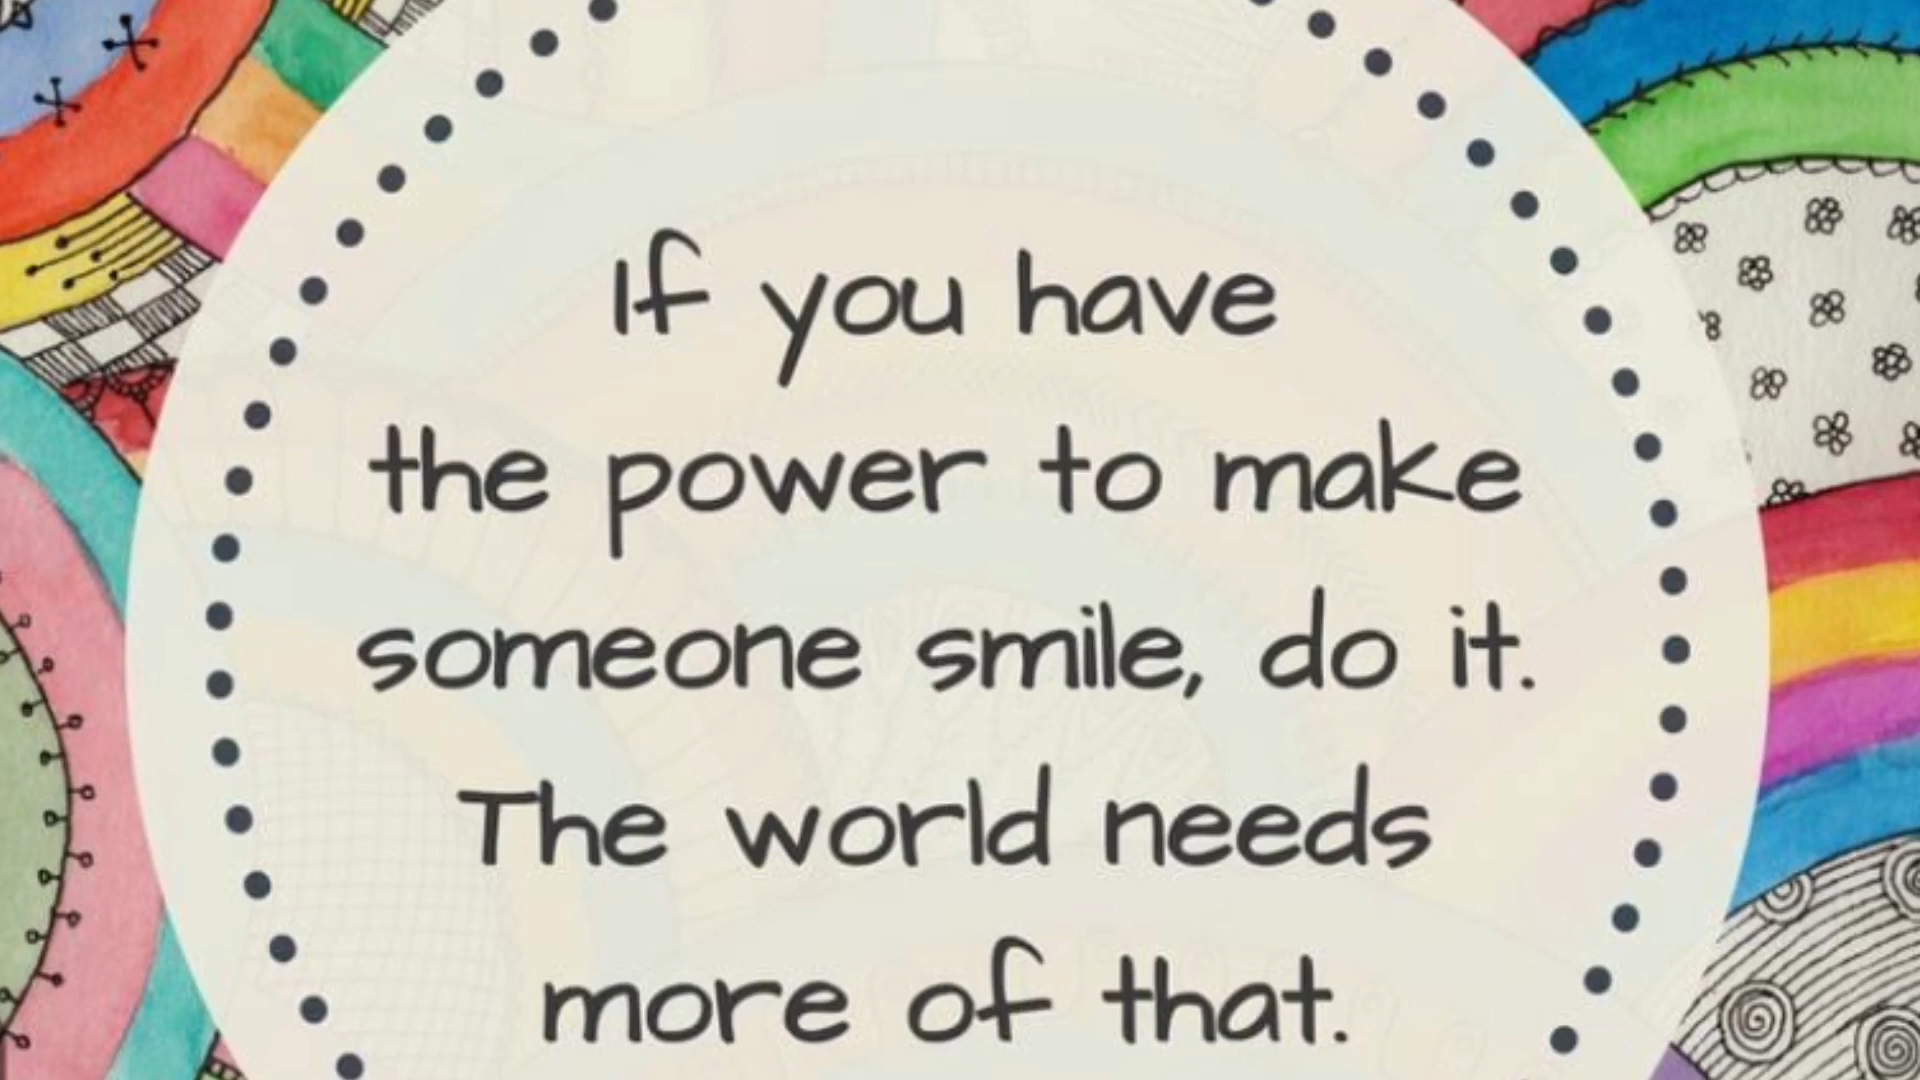 If you have
the power to make
someone smile, do it.
The world needs
more of that.